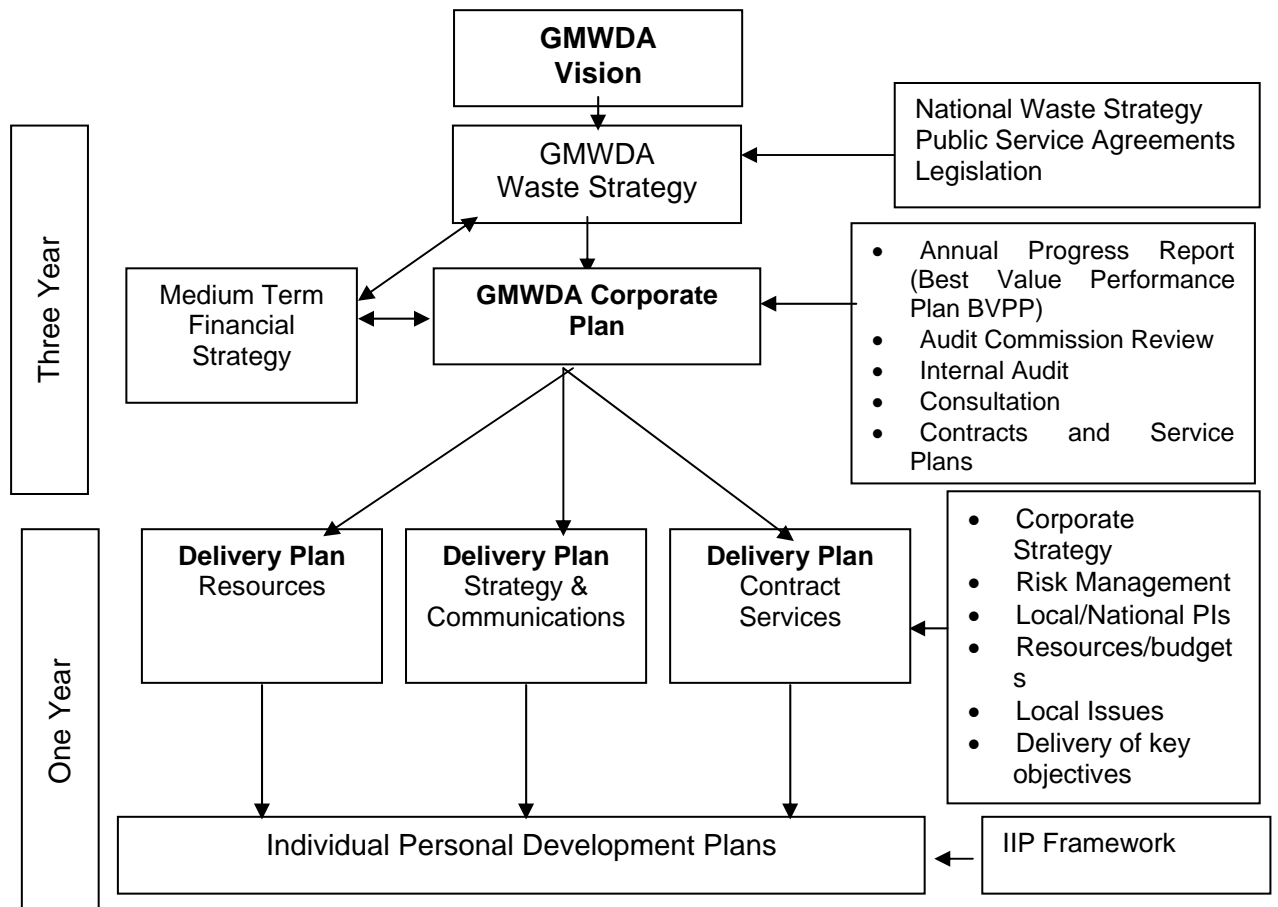 GMWDA
Vision
National Waste Strategy
Public Service Agreements
Legislation
GMWDA
Waste Strategy
Three Year
Medium Term
Financial
Strategy
GMWDA Corporate
Plan
• Annual Progress Report
(Best Value Performance
Plan BVPP)
• Audit Commission Review
• Internal Audit
• Consultation
• Contracts and Service
Plans
One Year
Delivery Plan
Resources
Delivery Plan
Strategy &
Communications
Delivery Plan
Contract
Services
• Corporate
Strategy
• Risk Management
• Local/National PIs
• Resources/budget
s
• Local Issues
• Delivery of key
objectives
Individual Personal Development Plans
IIP Framework